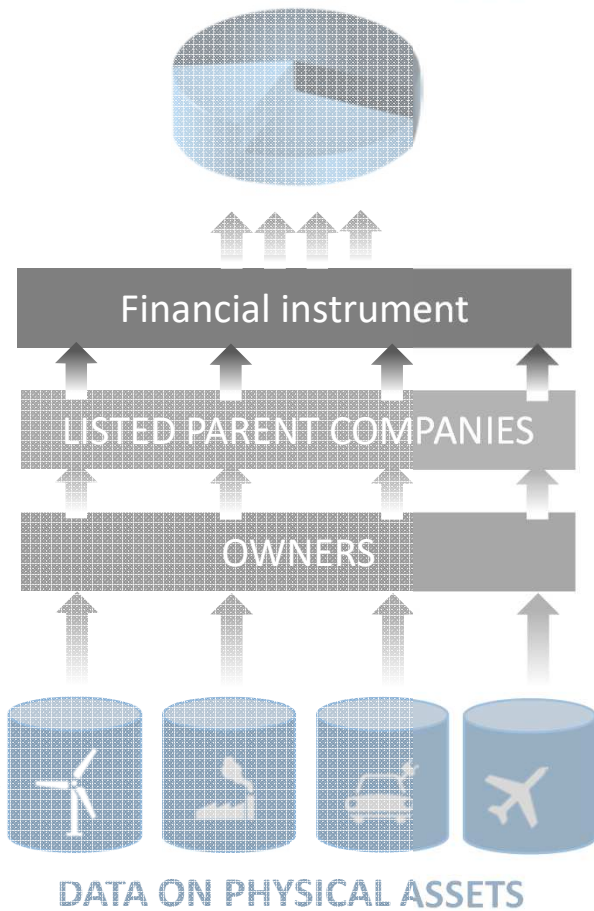 Financial instrument
LISTED PARENT COMPANIES
OWNERS
DATA ON PHYSICAL ASSETS